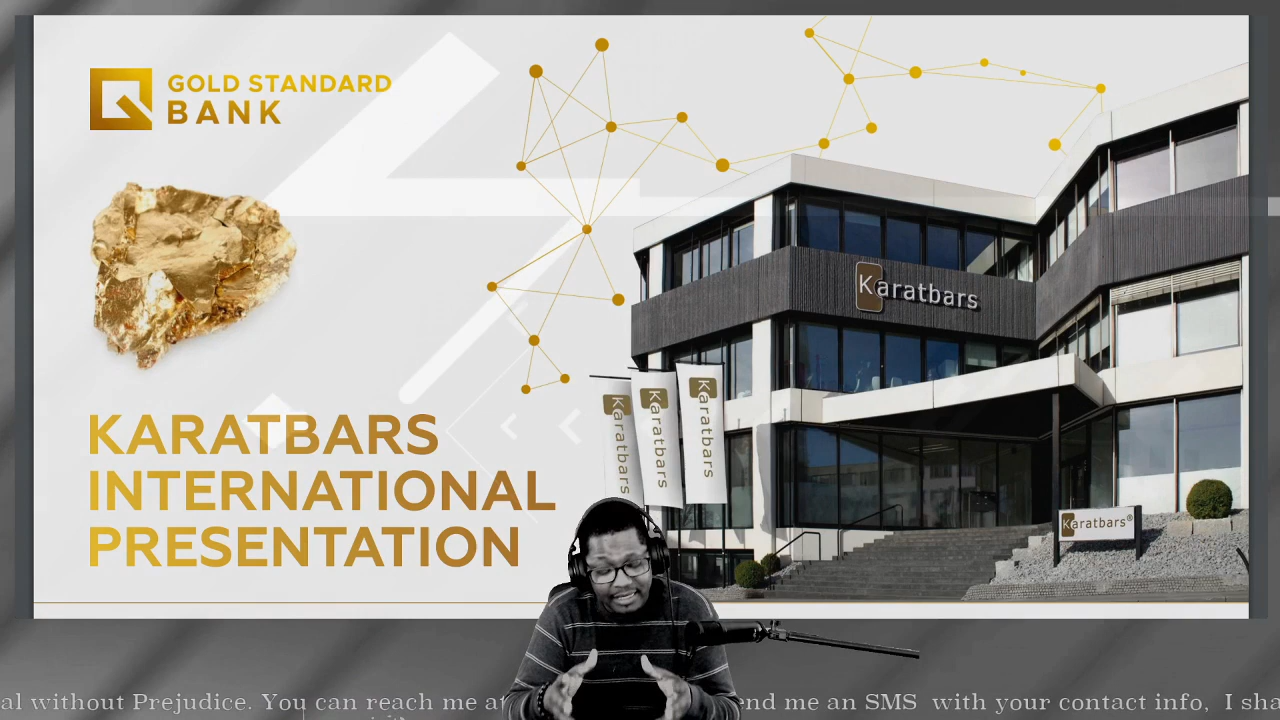 GOLD STANDARD
BANK
KARATBARS
INTERNATIONAL
PRESENTATION
Karatbars
Karatbars
Karatbars
Karatbars
Karatbars®
al without Prejudice. You can reach me at end me an SMS with your contact info, I sha